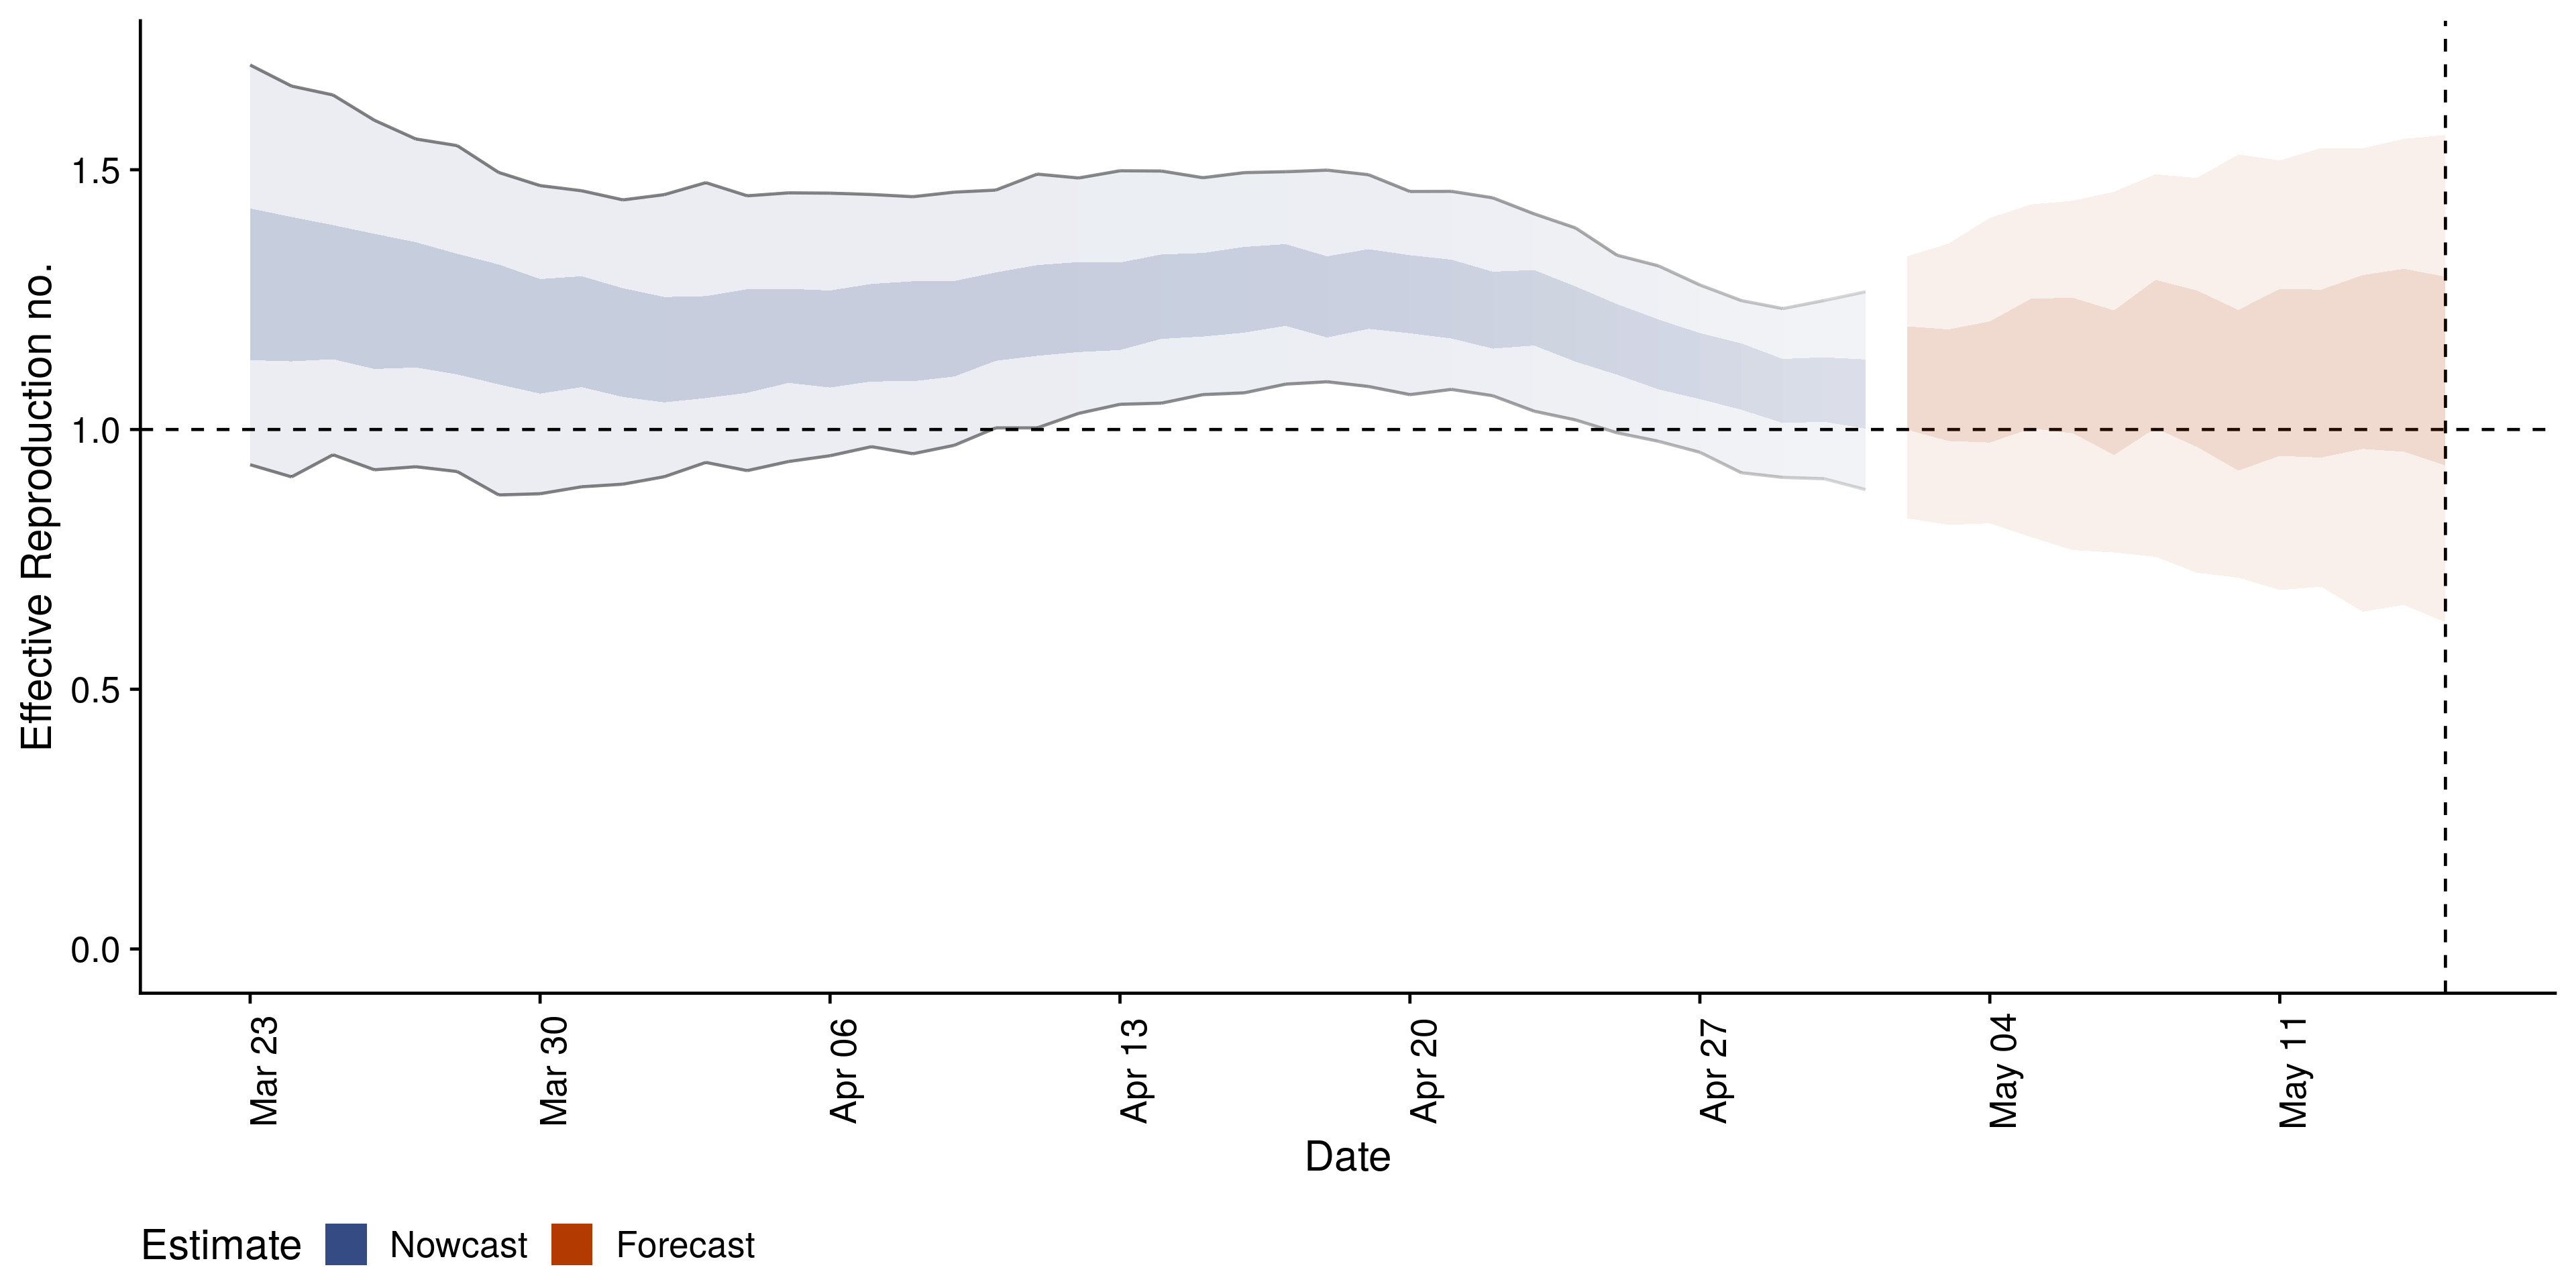 Effective Reproduction no.
1.5
1.0
0.5
0.0
Mar 23
Mar 30
Apr 06
Apr 13
Apr 20
Apr 27
May 04
May 11
Date
Estimate Nowcast Forecast